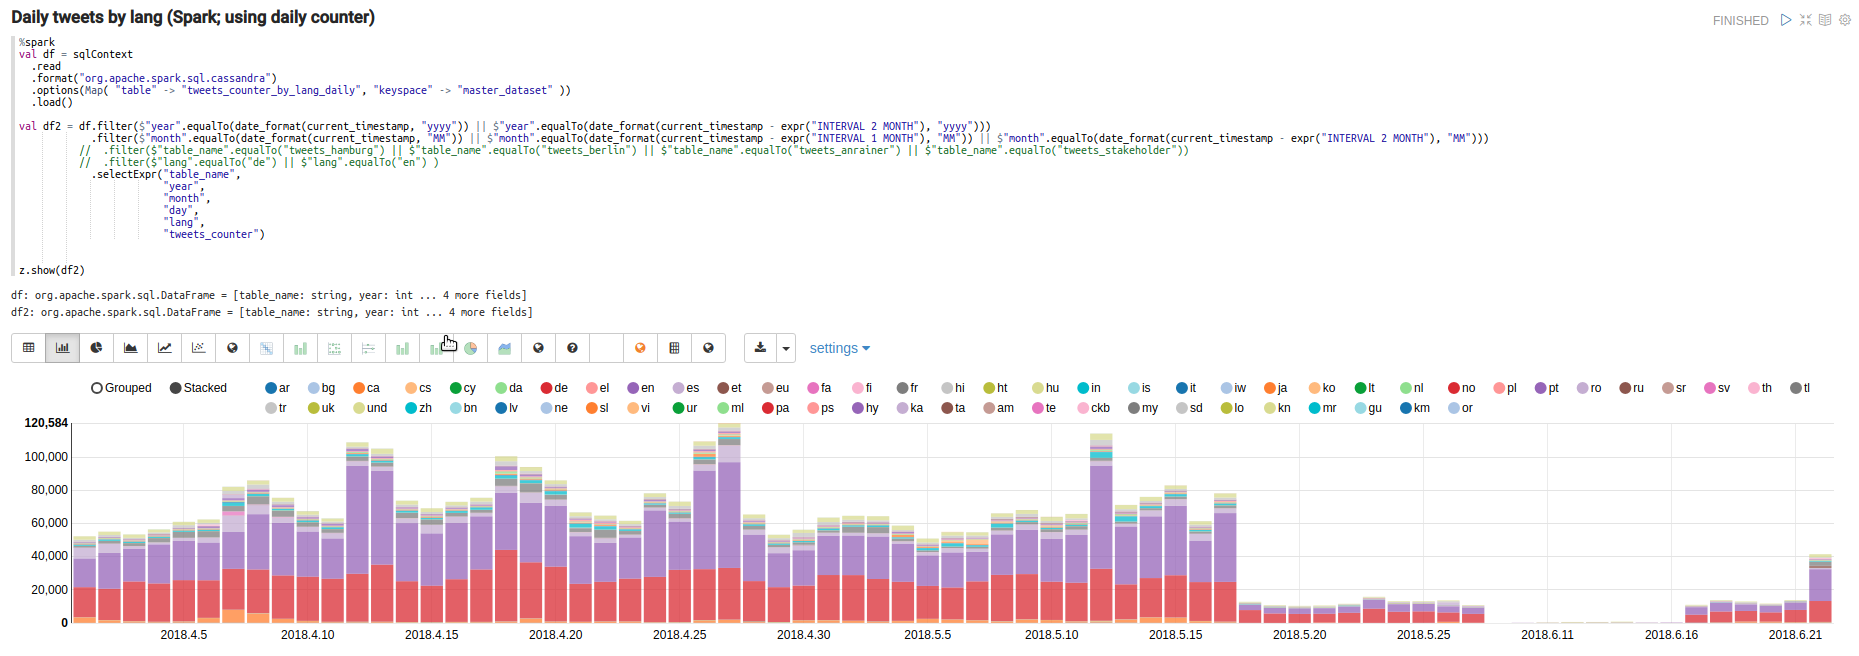 Daily tweets by lang (Spark; using daily counter)
FINISHED
%spark
val df = sqlContext
.read
.format("org.apache.spark.sql.cassandra")
.options(Map( "table" -> "tweets_counter_by_lang_daily", "keyspace" -> "master_dataset" ))
.load()
val df2 = df.filter($"year".equalTo(date_format(current_timestamp, "yyyy")) || $"year".equalTo(date_format(current_timestamp - expr("INTERVAL 2 MONTH"), "yyyy")))
.filter($"month".equalTo(date_format(current_timestamp, "MM")) || $"month".equalTo(date_format(current_timestamp - expr("INTERVAL 1 MONTH"), "MM")) || $"month".equalTo(date_format(current_timestamp - expr("INTERVAL 2 MONTH"), "MM")))
// .filter($"table_name".equalTo("tweets_hamburg") || $"table_name".equalTo("tweets_berlin") || $"table_name".equalTo("tweets_anrainer") || $"table_name".equalTo("tweets_stakeholder"))
// .filter($"lang".equalTo("de") || $"lang".equalTo("en") )
.selectExpr("table_name",
"year",
"month",
"day",
"lang",
"tweets_counter")
z.show(df2)
df: org.apache.spark.sql.DataFrame = [table_name: string, year: int ... 4 more fields]
df2: org.apache.spark.sql.DataFrame = [table_name: string, year: int ... 4 more fields]
settings
Grouped Stacked ar bg ca cs cy da de el en es et eu fa fi fr hi ht hu in is it iw ja ko lt nl no pl pt ro ru sr sv th tl
tr uk und zh bn lv ne sl vi ur ml pa ps hy ka ta am te ckb my sd lo kn mr gu km or
120,584
100,000
80,000
60,000
40,000
20,000
0
2018.4.5 2018.4.10 2018.4.15 2018.4.20 2018.4.25 2018.4.30 2018.5.5 2018.5.10 2018.5.15 2018.5.20 2018.5.25 2018.6.11 2018.6.16 2018.6.21